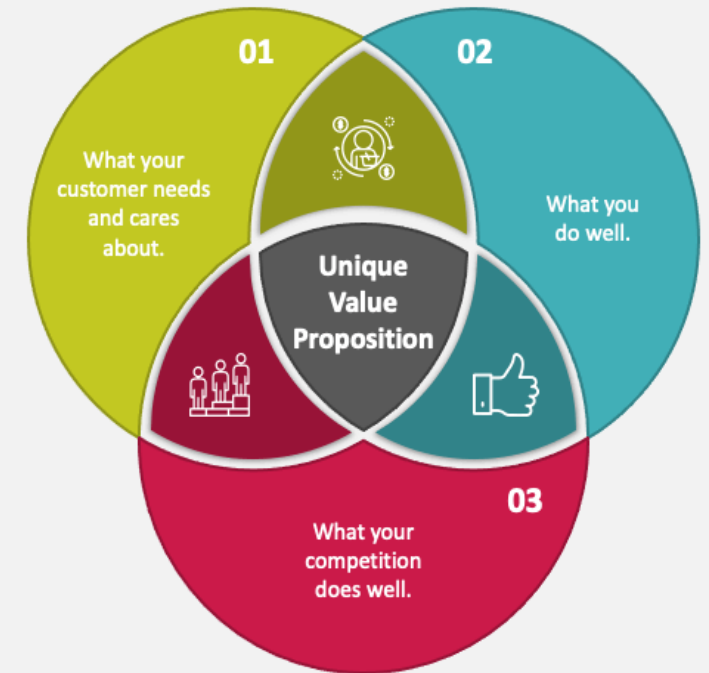 01
What your
customer needs
and cares
about.
02
What you
do well.
Unique
Value
Proposition
03
What your
competition
does well.